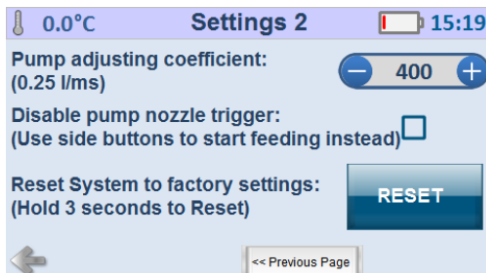 0.0°C Settings 2 15:19
Pump adjusting coefficient:
(0.25 l/ms)
− 400 +
Disable pump nozzle trigger:
(Use side buttons to start feeding instead)
Reset System to factory settings:
(Hold 3 seconds to Reset)
RESET
<< Previous Page